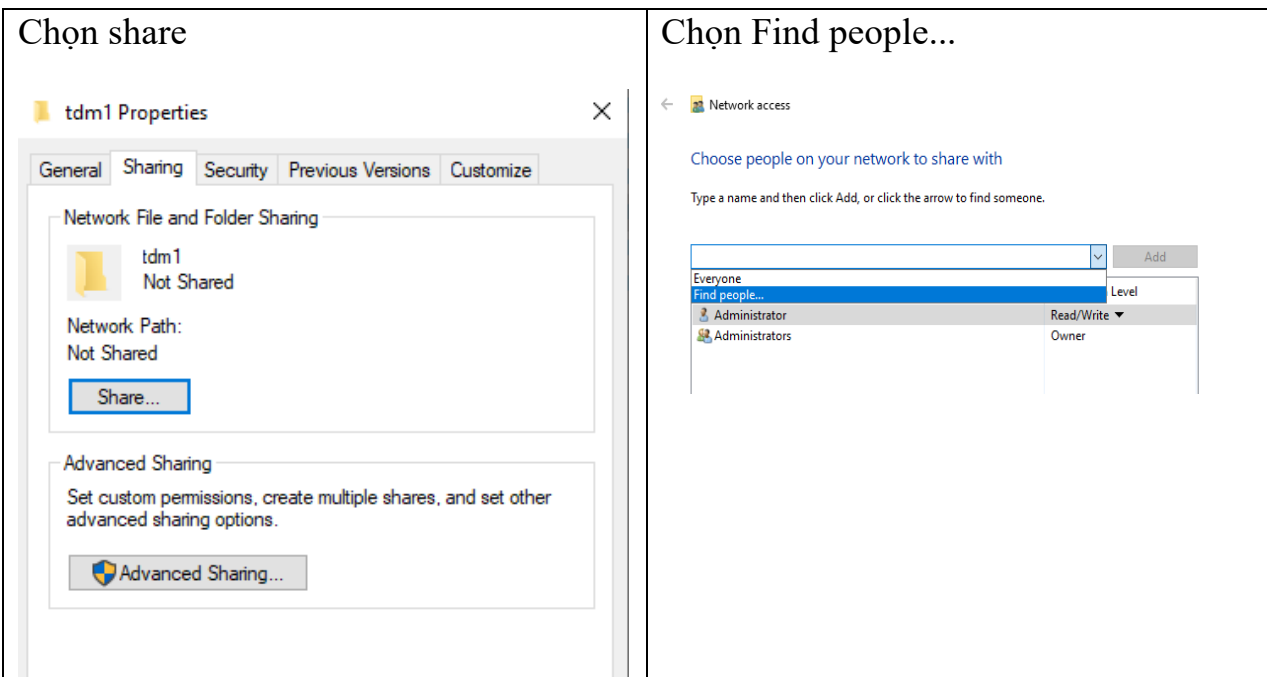 Chọn share
tdm1 Properties
General Sharing Security Previous Versions Customize
Network File and Folder Sharing
tdm1
Not Shared
Network Path:
Not Shared
Share...
Advanced Sharing
Set custom permissions, create multiple shares, and set other
advanced sharing options.
Advanced Sharing...
Chọn Find people...
Network access
Choose people on your network to share with
Type a name and then click Add, or click the arrow to find someone.
Add
Everyone
Find people...
Level
Administrator Read/Write
Administrators Owner